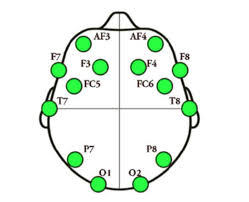 AF3 AF4
F7 F3 F4 F8
FC5 FC6
T7 T8
P7 P8
O1 O2